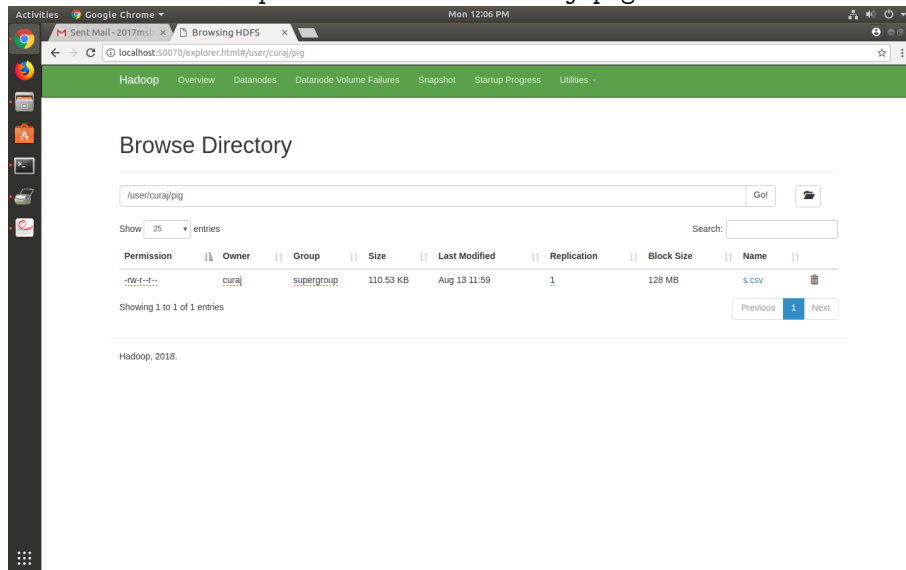 Activities Google Chrome Mon 12:06 PM
Sent Mail - 2017ms Browsing HDFS
localhost:50070/explorer.html#/user/curaj/pig
Hadoop Overview Datanodes Datanode Volume Failures Snapshot Startup Progress Utilities
Browse Directory
/user/curaj/pig Go!
Show 25 entries Search:
Permission Owner Group Size Last Modified Replication Block Size Name
-rw-r--r-- curaj supergroup 110.53 KB Aug 13 11:59 1 128 MB s.csv
Showing 1 to 1 of 1 entries Previous 1 Next
Hadoop, 2018.